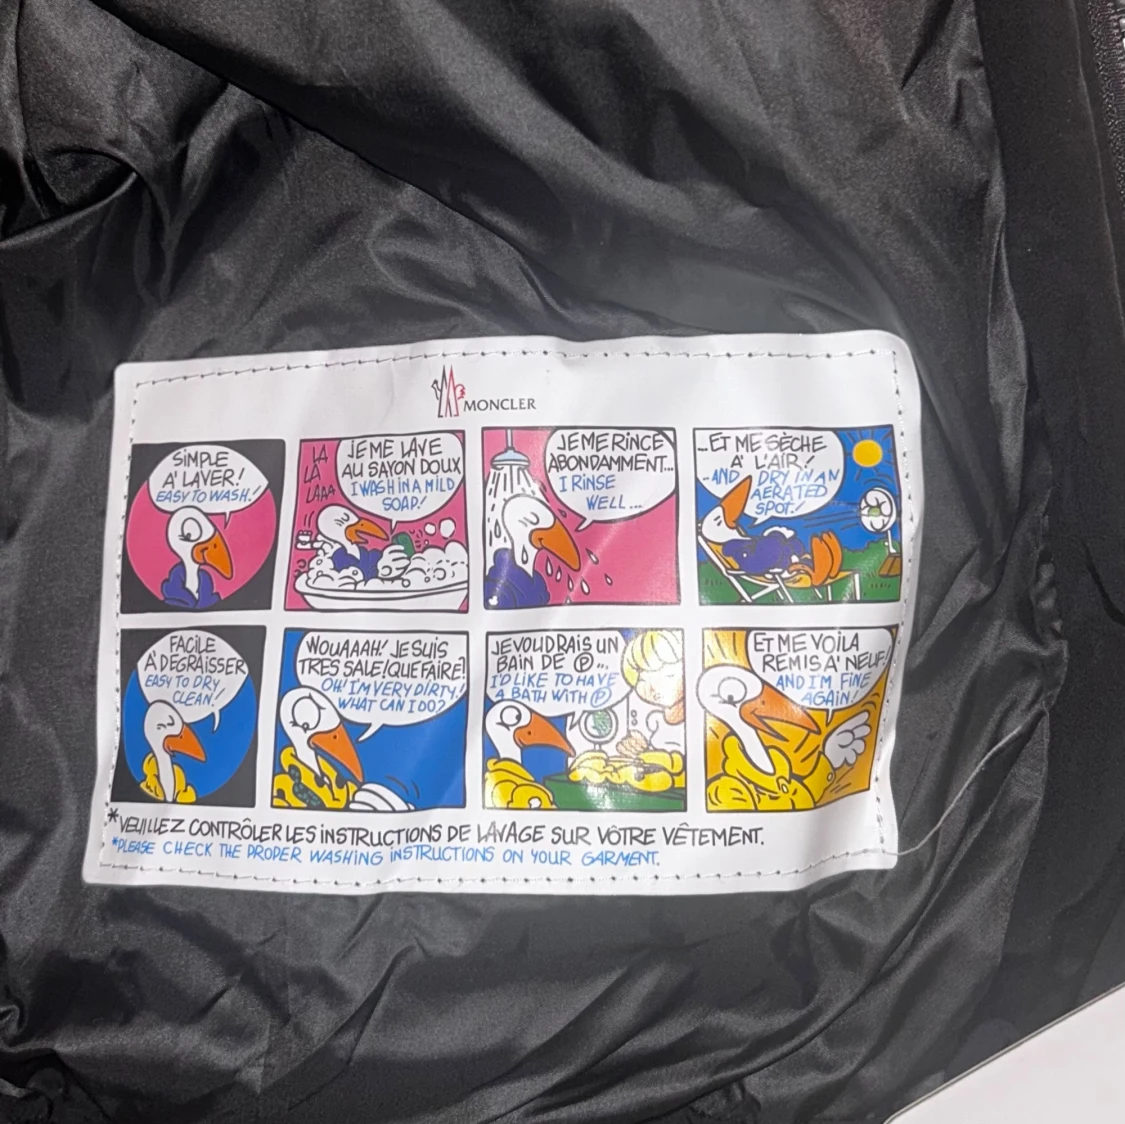 MONCLER
SIMPLE
A' LAVER!
EASY TO WASH.!
LA
LA
LAAA
JE ME LAVE
AU SAYON DOUX
I WASH IN A MILD
SOAP!
JE ME RINCE
ABONDAMMENT...
I RINSE
WELL...
...ET ME SÈCHE
A' L'AIR!
..AND DRY IN AN
AERATED
SPOT.!
FACILE
A' DÉGRAISSER
EASY TO DRY
CLEAN!
WOUAAAH! JE SUIS
TRES SALE! QUE FAIRE?
OH! I'M VERY DIRTY!
WHAT CAN I DO?
JE VOUDRAIS UN
BAIN DE Ⓟ...
I'D LIKE TO HAVE
A BATH WITH Ⓟ
ET ME VOILA
REMIS A' NEUF!
AND I'M FINE
AGAIN!
*VEUILLEZ CONTRÔLER LES INSTRUCTIONS DE LAVAGE SUR VÔTRE VÊTEMENT.
*PLEASE CHECK THE PROPER WASHING INSTRUCTIONS ON YOUR GARMENT.